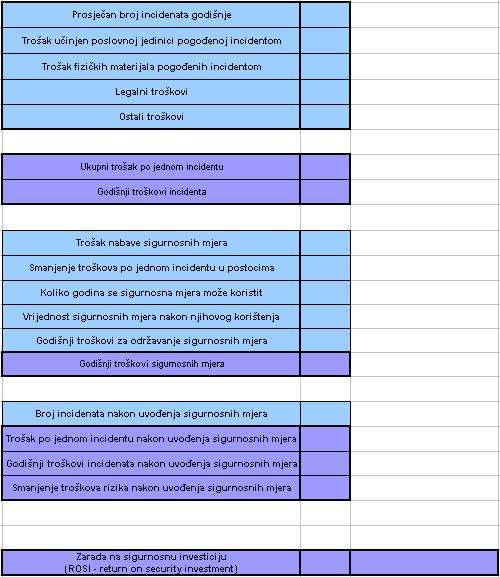 Prosječan broj incidenata godišnje
Trošak učinjen poslovnoj jedinici pogođenoj incidentom
Trošak fizičkih materijala pogođenih incidentom
Legalni troškovi
Ostali troškovi
Ukupni trošak po jednom incidentu
Godišnji troškovi incidenta
Trošak nabave sigurnosnih mjera
Smanjenje troškova po jednom incidentu u postocima
Koliko godina se sigurnosna mjera može koristit
Vrijednost sigurnosnih mjera nakon njihovog korištenja
Godišnji troškovi za održavanje sigurnosnih mjera
Godišnji troškovi sigurnosnih mjera
Broj incidenata nakon uvođenja sigurnosnih mjera
Trošak po jednom incidentu nakon uvođenja sigurnosnih mjera
Godišnji troškovi incidenata nakon uvođenja sigurnosnih mjera
Smanjenje troškova rizika nakon uvođenja sigurnosnih mjera
Zarada na sigurnosnu investiciju
(ROSI - return on security investment)